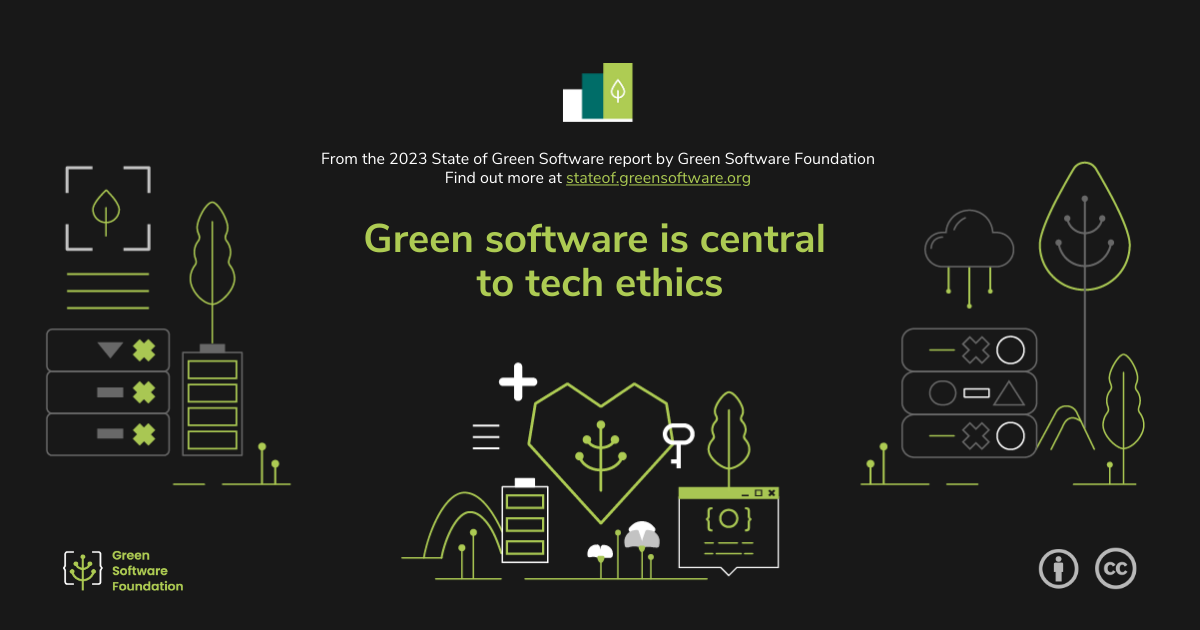 From the 2023 State of Green Software report by Green Software Foundation
Find out more at stateof.greensoftware.org
Green software is central
to tech ethics
Green
Software
Foundation
cc